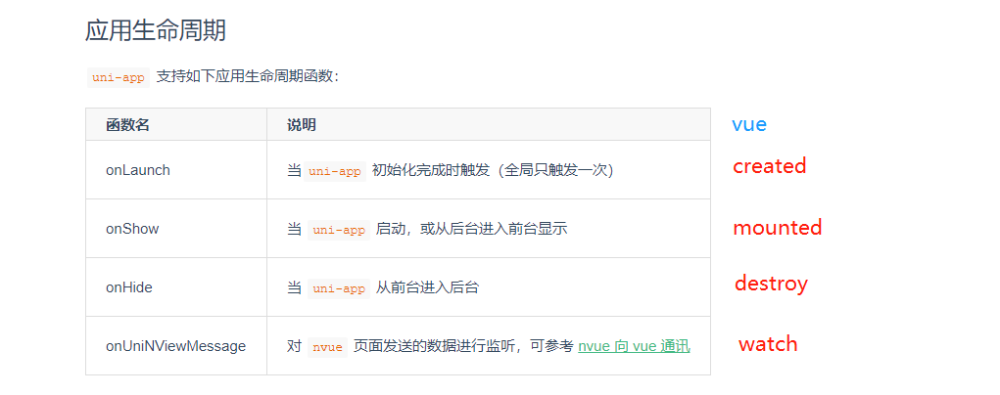 应用生命周期
uni-app 支持如下应用生命周期函数：
函数名 说明 vue
onLaunch 当 uni-app 初始化完成时触发（全局只触发一次） created
onShow 当 uni-app 启动，或从后台进入前台显示 mounted
onHide 当 uni-app 从前台进入后台 destroy
onUniNViewMessage 对 nvue 页面发送的数据进行监听，可参考 nvue 向 vue 通讯 watch